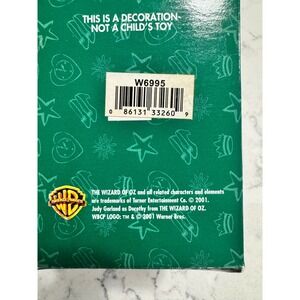 THIS IS A DECORATION-
NOT A CHILD'S TOY
W6995
0 86131 33260 9
THE WIZARD OF OZ and all related characters and elements
are trademarks of Turner Entertainment Co. © 2001.
Judy Garland as Dorothy from THE WIZARD OF OZ.
WBCP LOGO: TM & © 2001 Warner Bros.
WB